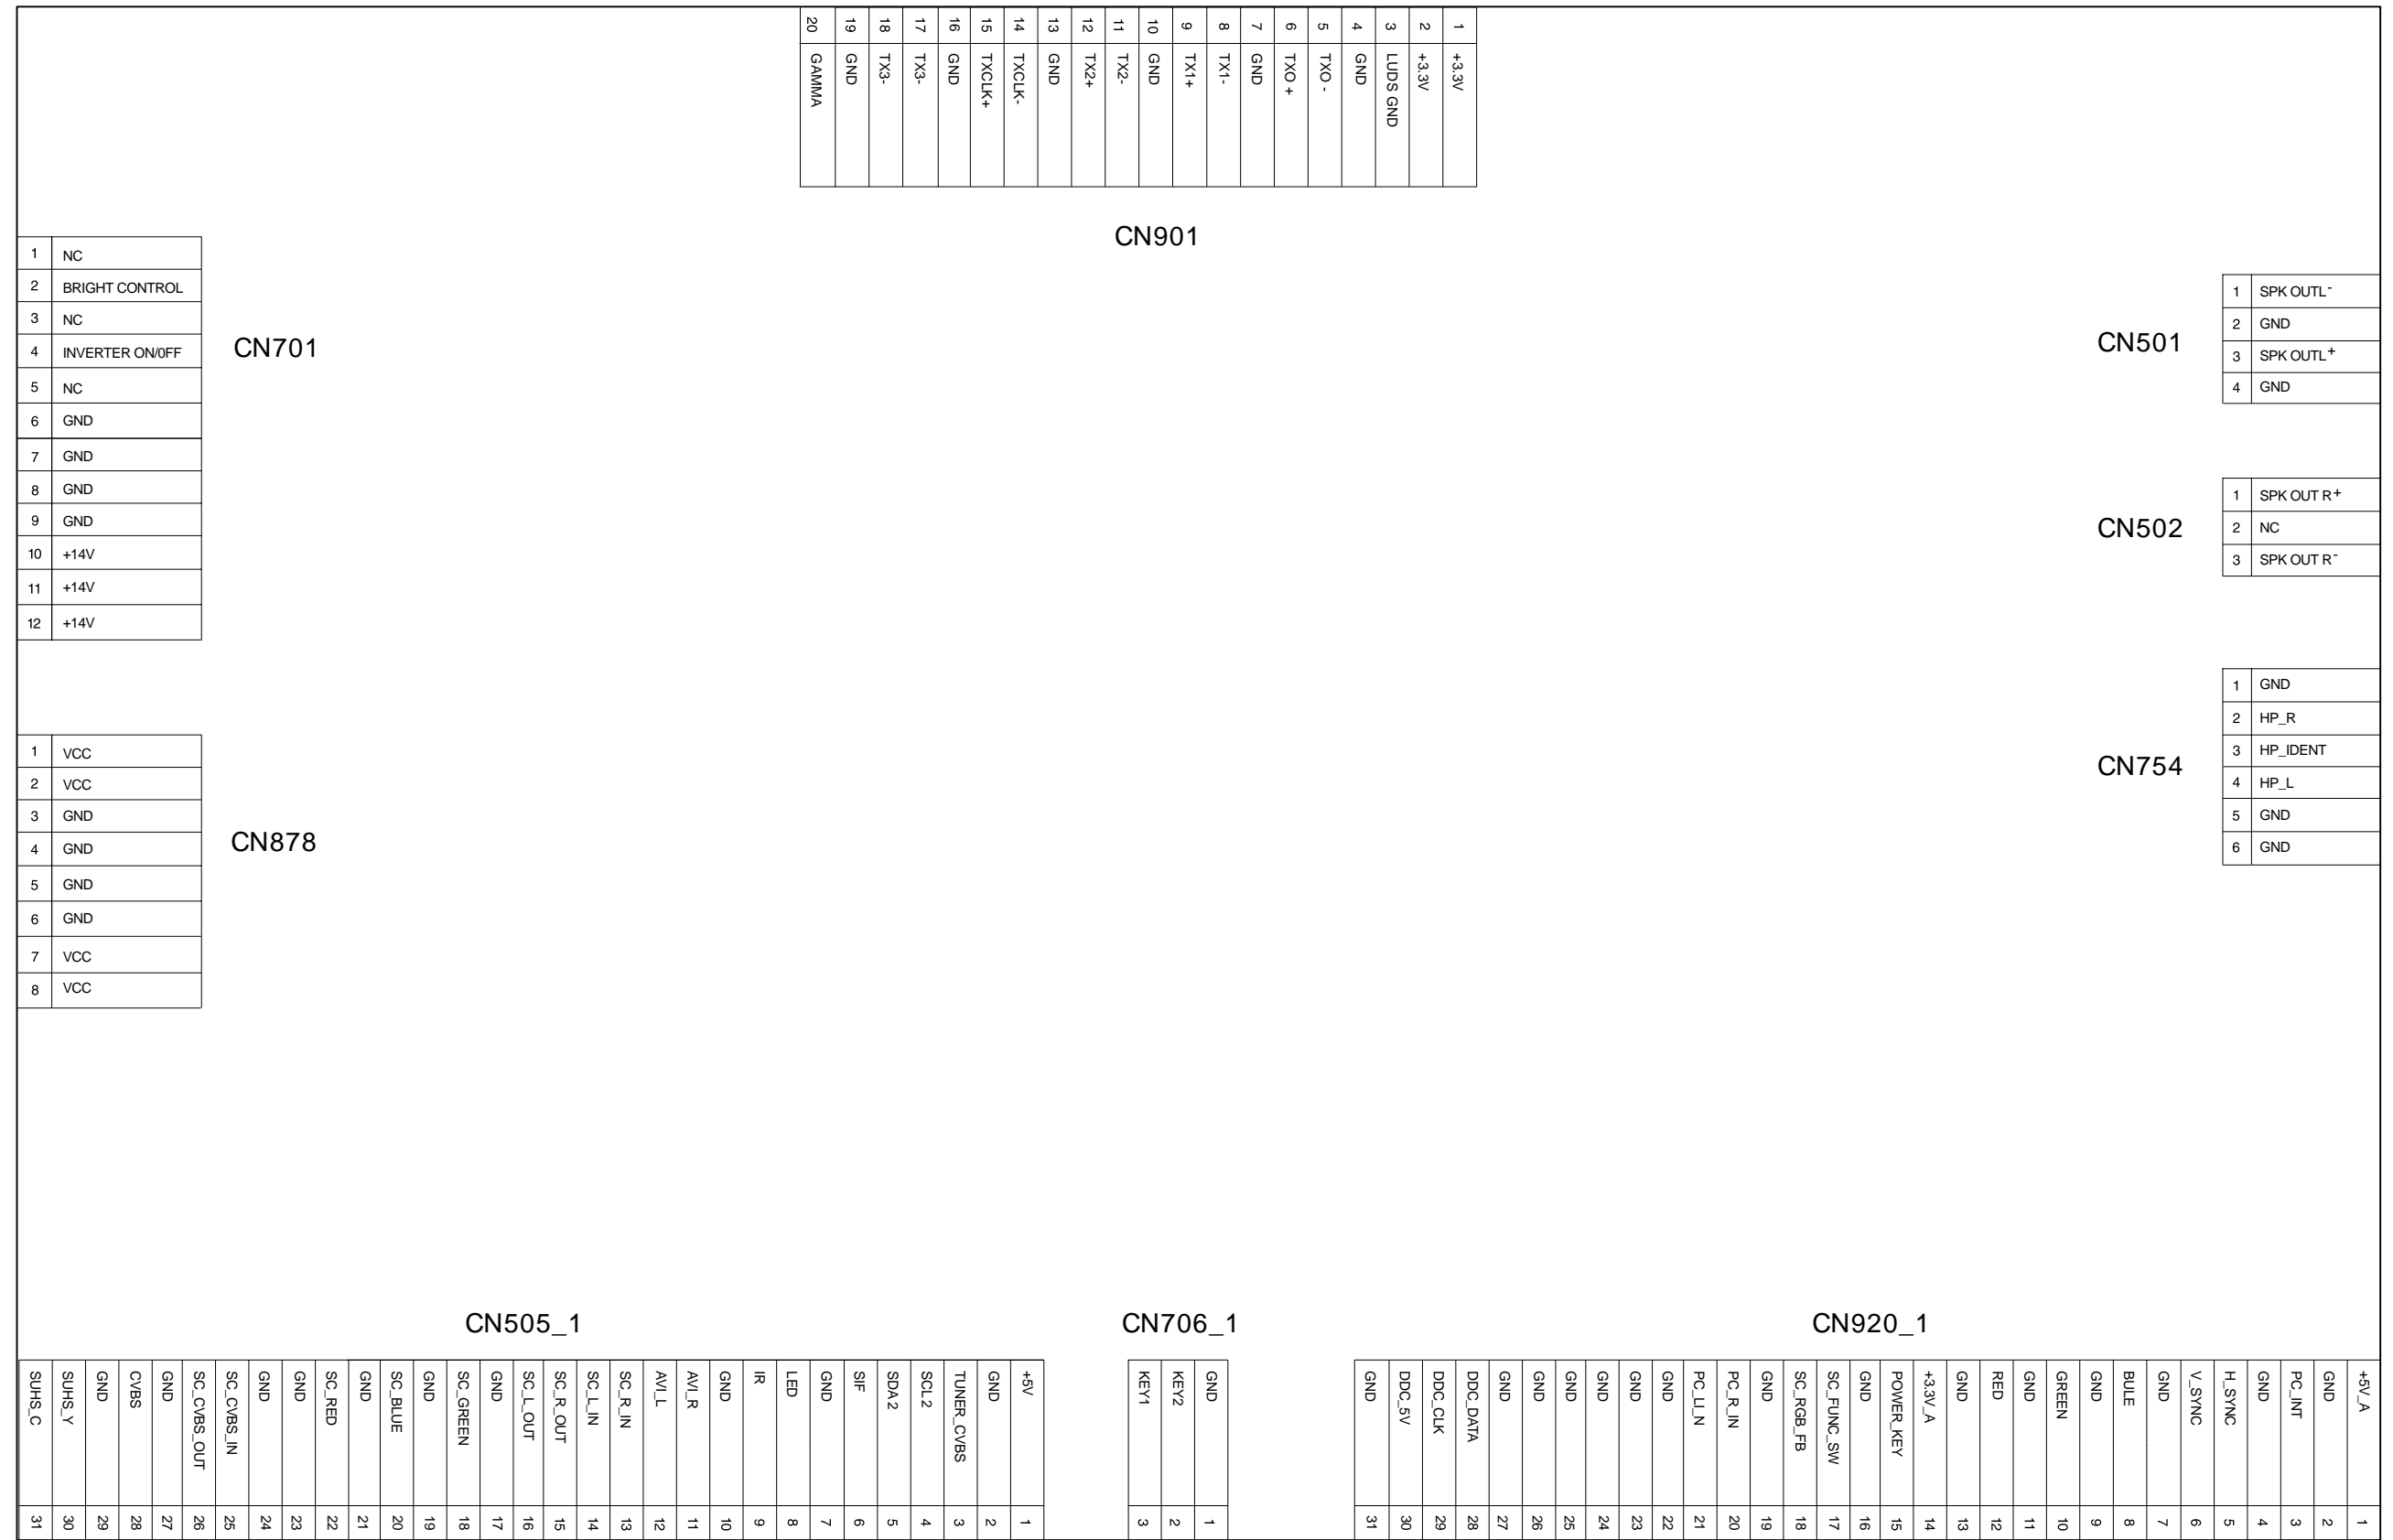 20 GAMMA
19 GND
18 TX3-
17 TX3-
16 GND
15 TXCLK+
14 TXCLK-
13 GND
12 TX2+
11 TX2-
10 GND
9 TX1+
8 TX1-
7 GND
6 TXO +
5 TXO -
4 GND
3 LUDS GND
2 +3.3V
1 +3.3V
CN901
1 NC
2 BRIGHT CONTROL
3 NC
4 INVERTER ON/0FF
5 NC
6 GND
7 GND
8 GND
9 GND
10 +14V
11 +14V
12 +14V
CN701
1 SPK OUTL-
2 GND
3 SPK OUTL+
4 GND
CN501
1 SPK OUT R+
2 NC
3 SPK OUT R-
CN502
1 GND
2 HP_R
3 HP_IDENT
4 HP_L
5 GND
6 GND
CN754
1 VCC
2 VCC
3 GND
4 GND
5 GND
6 GND
7 VCC
8 VCC
CN878
CN505_1
SUHS_C 31
SUHS_Y 30
GND 29
CVBS 28
GND 27
SC_CVBS_OUT 26
SC_CVBS_IN 25
GND 24
GND 23
SC_RED 22
GND 21
SC_BLUE 20
GND 19
SC_GREEN 18
GND 17
SC_L_OUT 16
SC_R_OUT 15
SC_L_IN 14
SC_R_IN 13
AVI_L 12
AVI_R 11
GND 10
IR 9
LED 8
GND 7
SIF 6
SDA2 5
SCL2 4
TUNER_CVBS 3
GND 2
+5V 1
CN706_1
KEY1 3
KEY2 2
GND 1
CN920_1
GND 31
DDC_5V 30
DDC_CLK 29
DDC_DATA 28
GND 27
GND 26
GND 25
GND 24
GND 23
GND 22
PC_LI_N 21
PC_R_IN 20
GND 19
SC_RGB_FB 18
SC_FUNC_SW 17
GND 16
POWER_KEY 15
+3.3V_A 14
GND 13
RED 12
GND 11
GREEN 10
GND 9
BULE 8
GND 7
V_SYNC 6
H_SYNC 5
GND 4
PC_INT 3
GND 2
+5V_A 1